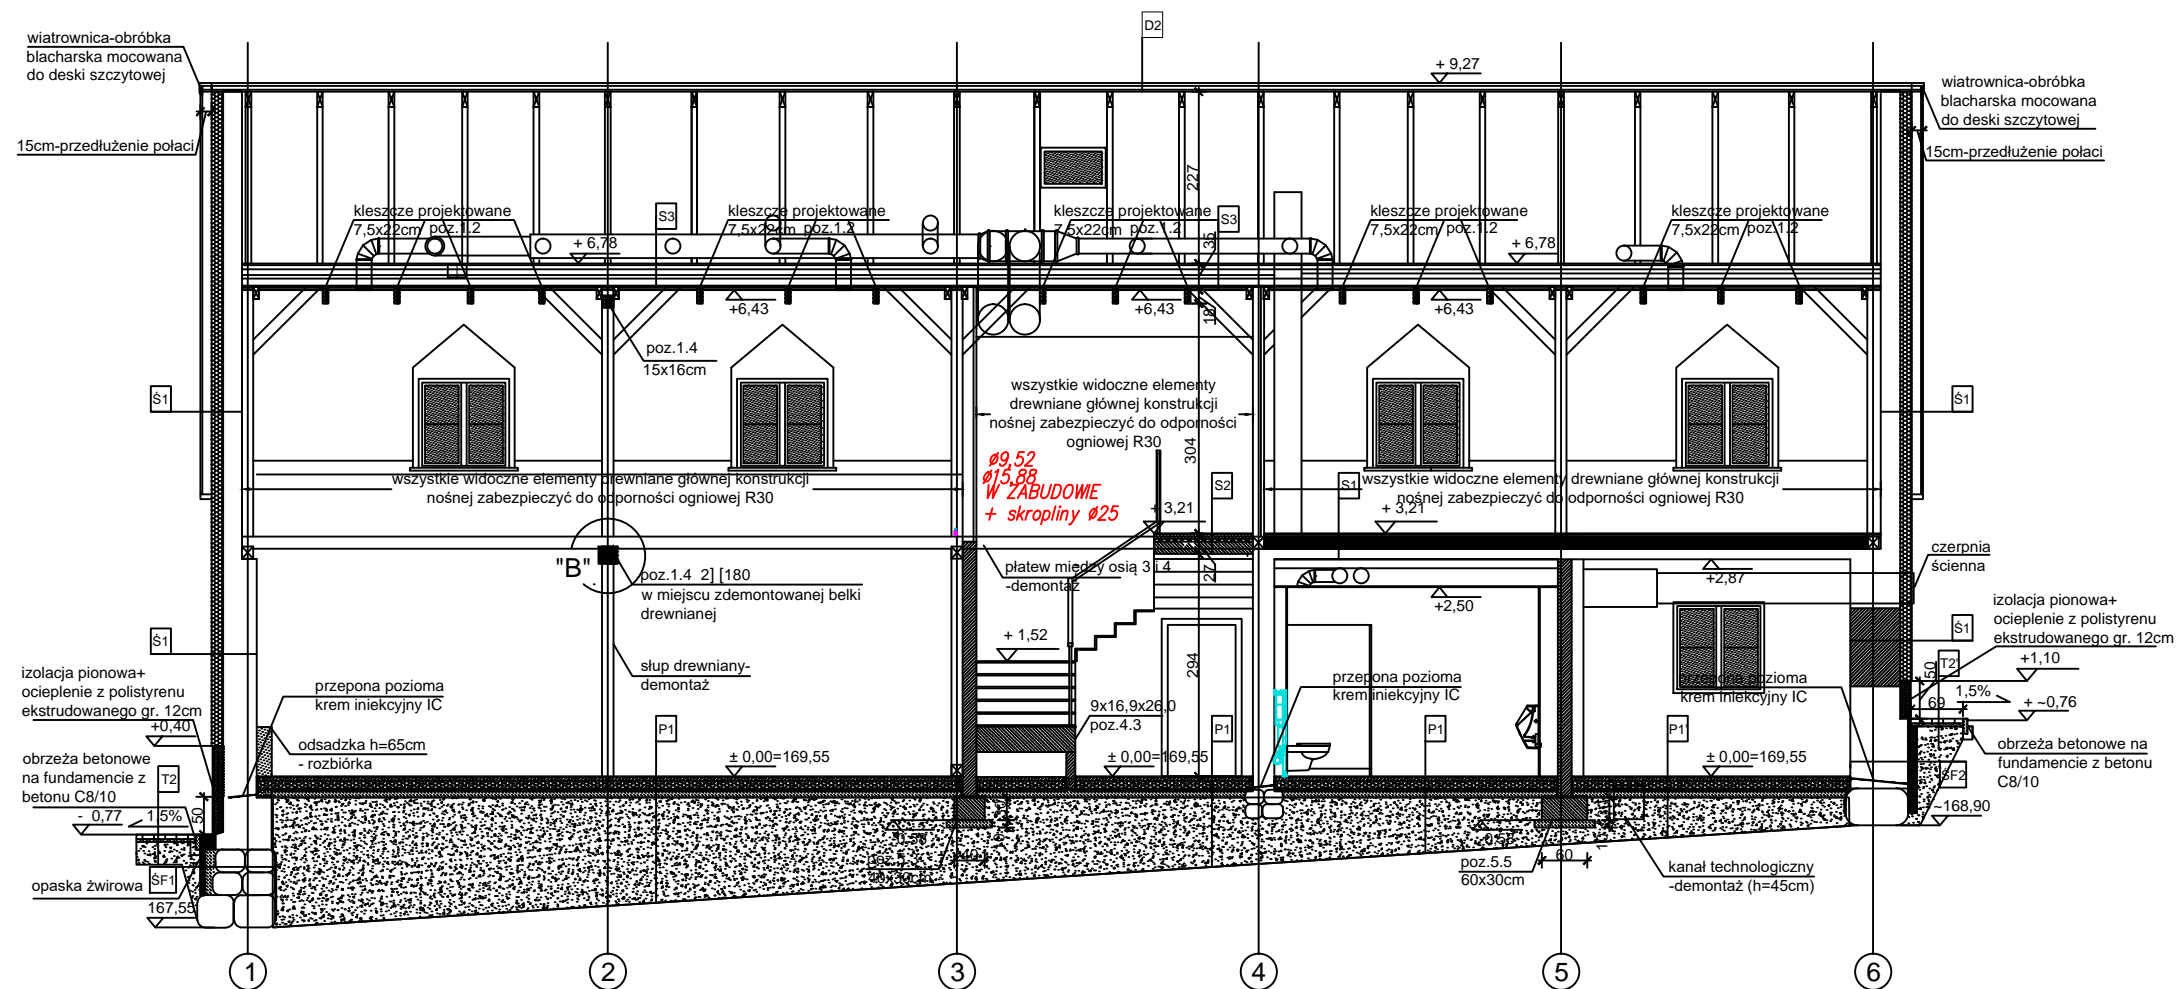 D2
wiatrownica-obróbka
blacharska mocowana
do deski szczytowej
+ 9,27
wiatrownica-obróbka
blacharska mocowana
do deski szczytowej
15cm-przedłużenie połaci
15cm-przedłużenie połaci
227
kleszcze projektowane
7,5x22cm poz.1.2
S3
kleszcze projektowane
7,5x22cm poz.1.2
kleszcze projektowane
7,5x22cm poz.1.2
S3
kleszcze projektowane
7,5x22cm poz.1.2
kleszcze projektowane
7,5x22cm poz.1.2
+ 6,78
35
+ 6,78
+6,43
+6,43
+6,43
18
poz.1.4
15x16cm
Ś1
wszystkie widoczne elementy
drewniane głównej konstrukcji
nośnej zabezpieczyć do odporności
ogniowej R30
Ś1
304
ø9,52
ø15,88
W ZABUDOWIE
+ skropliny ø25
wszystkie widoczne elementy drewniane głównej konstrukcji
nośnej zabezpieczyć do odporności ogniowej R30
S2
S1
wszystkie widoczne elementy drewniane głównej konstrukcji
nośnej zabezpieczyć do odporności ogniowej R30
+ 3,21
+ 3,21
"B"
poz.1.4 2] [180
w miejscu zdemontowanej belki
drewnianej
płatew między osią 3 i 4
-demontaż
27
+2,87
+2,50
czerpnia
ścienna
izolacja pionowa+
ocieplenie z polistyrenu
ekstrudowanego gr. 12cm
Ś1
+ 1,52
Ś1
słup drewniany-
demontaż
294
T2'
50
+1,10
izolacja pionowa+
ocieplenie z polistyrenu
ekstrudowanego gr. 12cm
+0,40
przepona pozioma
krem iniekcyjny IC
przepona pozioma
krem iniekcyjny IC
przepona pozioma
krem iniekcyjny IC
1,5%
69
+ ~0,76
9x16,9x26,0
poz.4.3
P1
P1
P1
P1
odsadzka h=65cm
- rozbiórka
± 0,00=169,55
± 0,00=169,55
± 0,00=169,55
obrzeża betonowe na
fundamencie z betonu
C8/10
obrzeża betonowe
na fundamencie z
betonu C8/10
T2
ŚF2
~168,90
- 0,77
1,5%
50
40
60
poz.5.5
60x30cm
kanał technologiczny
-demontaż (h=45cm)
opaska żwirowa
ŚF1
167,55
1
2
3
4
5
6